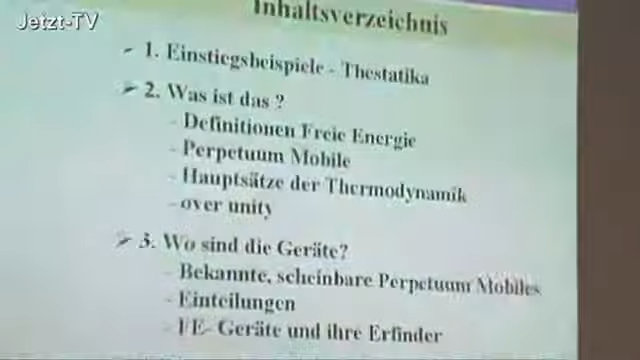 Jetzt-TV
Inhaltsverzeichnis
1. Einstiegsbeispiele - Thestatika
2. Was ist das ?
- Definitionen Freie Energie
- Perpetuum Mobile
- Hauptsätze der Thermodynamik
- over unity
3. Wo sind die Geräte?
- Bekannte, scheinbare Perpetuum Mobiles
- Einteilungen
- FE- Geräte und ihre Erfinder